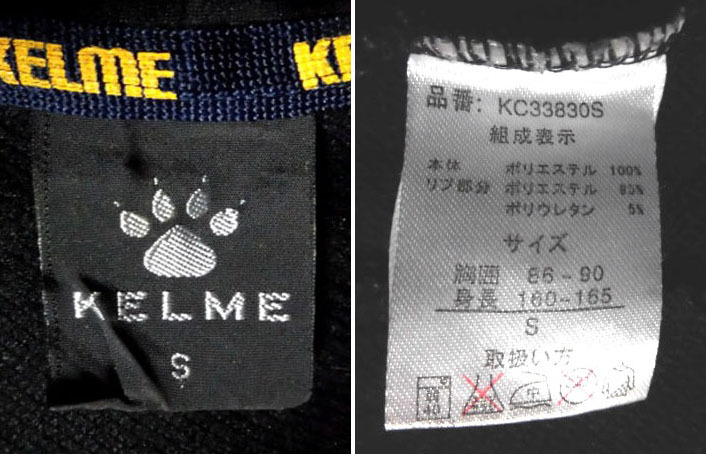 KELME
KE
KELME
S
品番: KC33830S
組成表示
本体 ポリエステル 100%
リブ部分 ポリエステル 95%
ポリウレタン 5%
サイズ
胸囲 86-90
身長 160-165
S
取扱い方
40
中